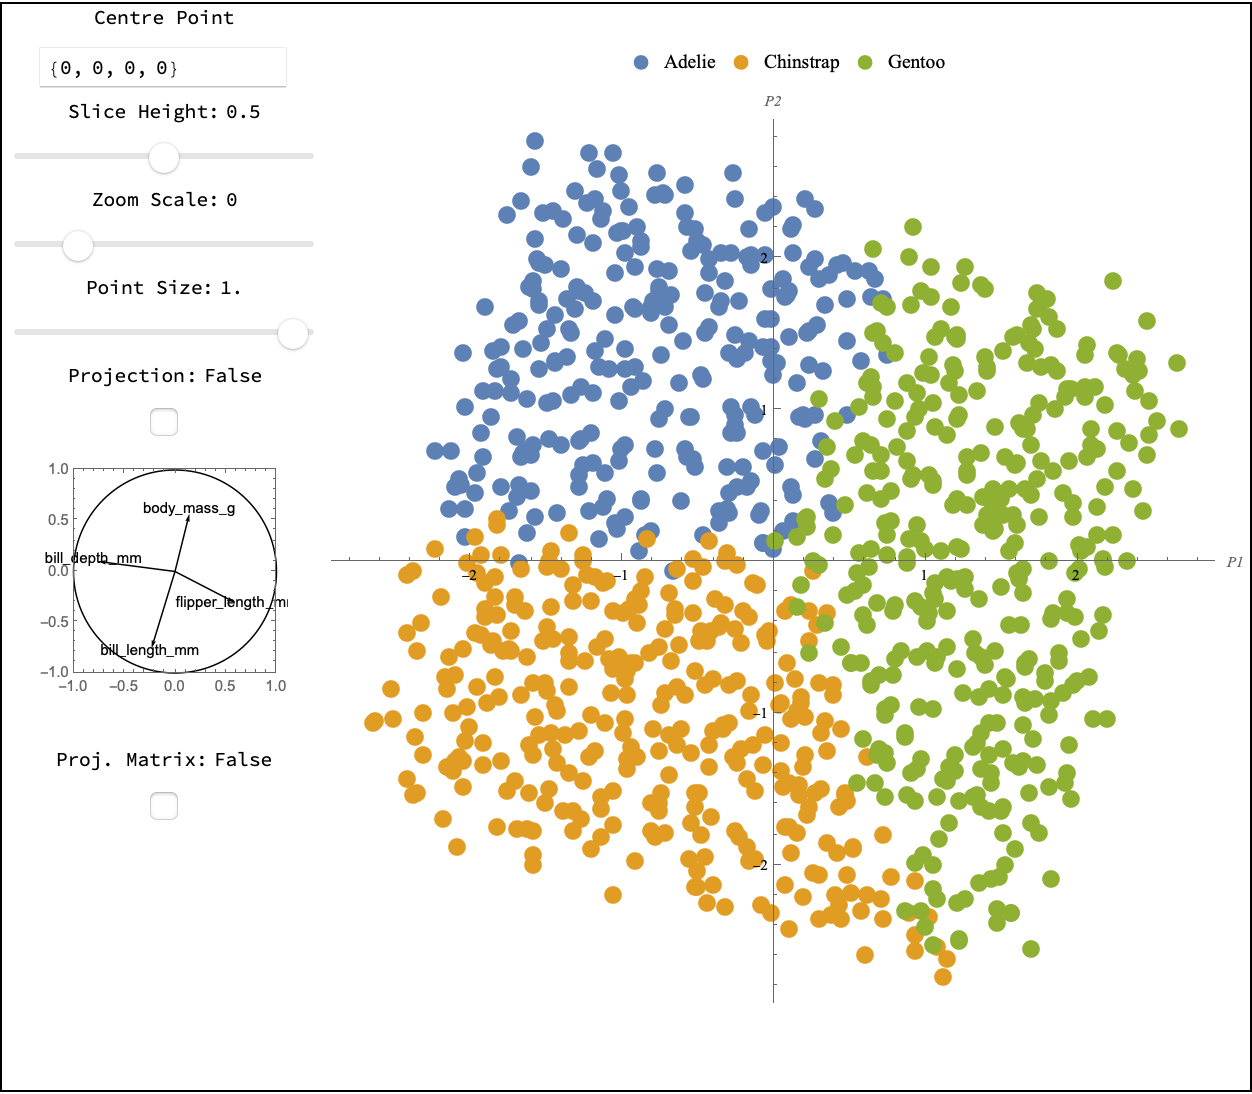 Centre Point
{0, 0, 0, 0}
Slice Height: 0.5
Zoom Scale: 0
Point Size: 1.
Projection: False
1.0
0.5
0.0
−0.5
−1.0
−1.0 −0.5 0.0 0.5 1.0
body_mass_g
bill_depth_mm
flipper_length_m
bill_length_mm
Proj. Matrix: False
Adelie Chinstrap Gentoo
P2
2
1
−2 −1 1 2 P1
−1
−2